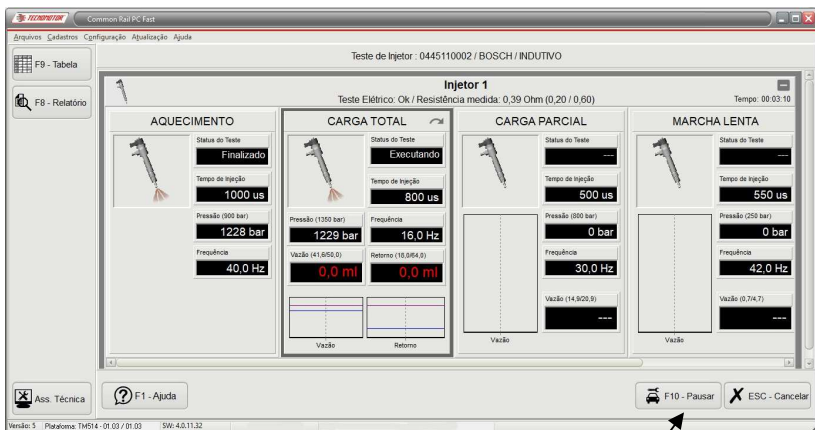 TECNOMOTOR Common Rail PC Fast
Arquivos Cadastros Configuração Atualização Ajuda
F9 - Tabela
F8 - Relatório
Teste de Injetor : 0445110002 / BOSCH / INDUTIVO
Injetor 1
Teste Elétrico: Ok / Resistência medida: 0,39 Ohm (0,20 / 0,60)
Tempo: 00:03:10
AQUECIMENTO
Status do Teste
Finalizado
Tempo de Injeção
1000 us
Pressão (900 bar)
1228 bar
Frequência
40,0 Hz
CARGA TOTAL
Status do Teste
Executando
Tempo de Injeção
800 us
Pressão (1350 bar)
1229 bar
Frequência
16,0 Hz
Vazão (41,6/50,0)
0,0 ml
Retorno (18,0/64,0)
0,0 ml
Vazão
Retorno
CARGA PARCIAL
Status do Teste
---
Tempo de Injeção
500 us
Pressão (800 bar)
0 bar
Frequência
30,0 Hz
Vazão (14,9/20,9)
---
Vazão
MARCHA LENTA
Status do Teste
---
Tempo de Injeção
550 us
Pressão (250 bar)
0 bar
Frequência
42,0 Hz
Vazão (0,7/4,7)
---
Vazão
Ass. Técnica
F1 - Ajuda
F10 - Pausar
ESC - Cancelar
Versão: 5 Plataforma: TM514 - 01.03 / 01.03 SW: 4.0.11.32